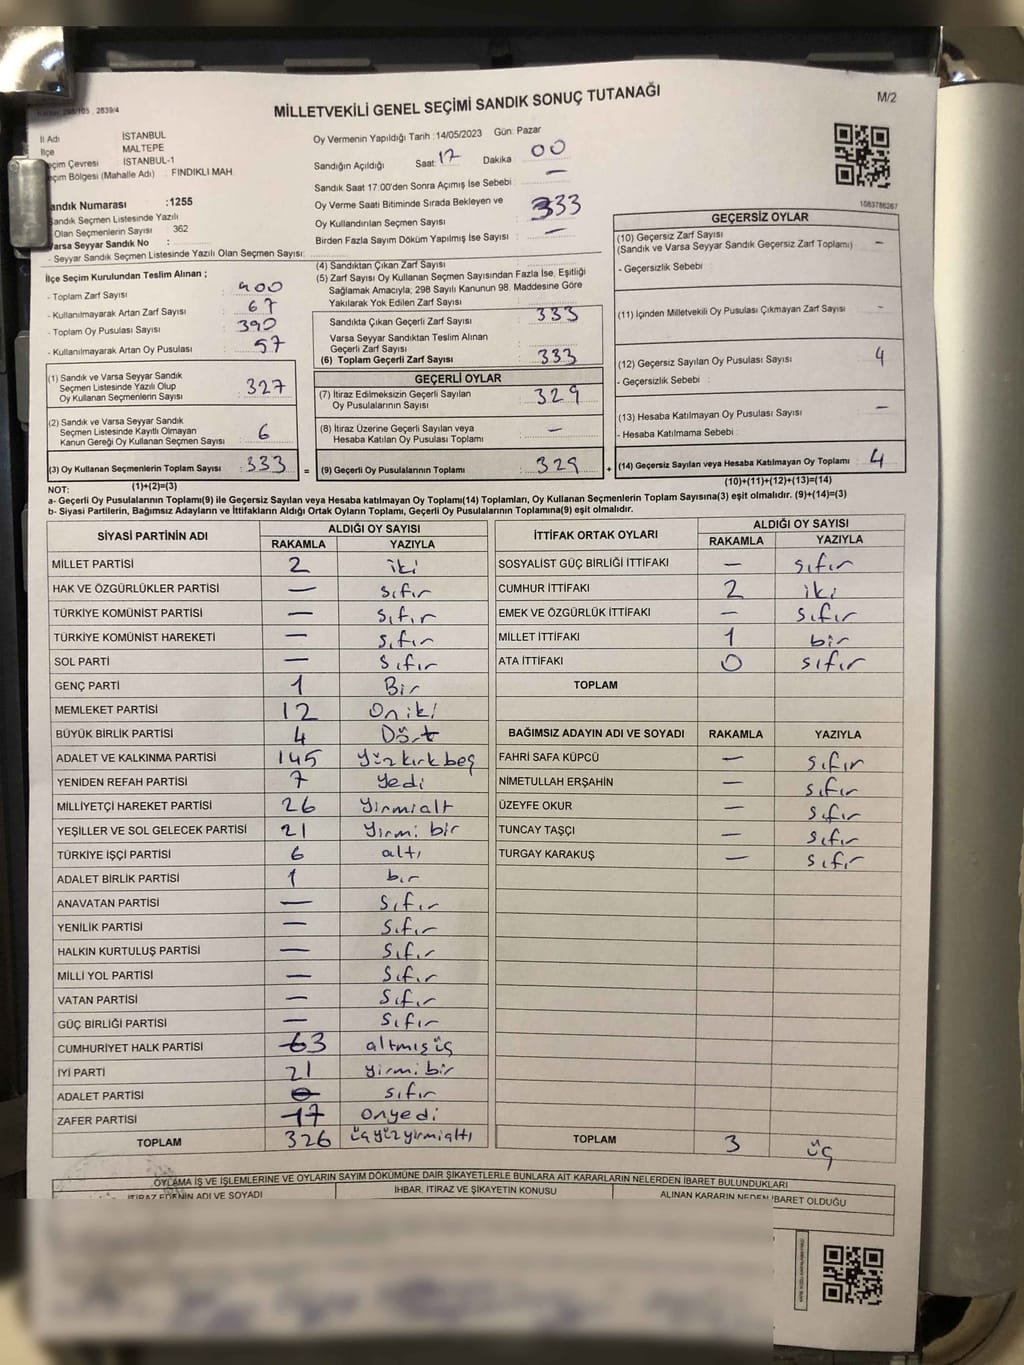 MİLLETVEKİLİ GENEL SEÇİMİ SANDIK SONUÇ TUTANAĞI
M/2
İl Adı İSTANBUL
İlçe MALTEPE
Seçim Çevresi İSTANBUL-1
Seçim Bölgesi (Mahalle Adı) : FINDIKLI MAH.
Sandık Numarası :1255
Sandık Seçmen Listesinde Yazılı
Olan Seçmenlerin Sayısı : 362
Varsa Seyyar Sandık No :
- Seyyar Sandık Seçmen Listesinde Yazılı Olan Seçmen Sayısı:
Oy Vermenin Yapıldığı Tarih :14/05/2023 Gün: Pazar
Sandığın Açıldığı Saat: 17 Dakika : 00
Sandık Saat 17.00'den Sonra Açımış İse Sebebi : —
Oy Verme Saati Bitiminde Sırada Bekleyen ve
Oy Kullandırılan Seçmen Sayısı : 333
Birden Fazla Sayım Döküm Yapılmış İse Sayısı : —
1083786267
İlçe Seçim Kurulundan Teslim Alınan ;
- Toplam Zarf Sayısı : 400
- Kullanılmayarak Artan Zarf Sayısı : 67
- Toplam Oy Pusulası Sayısı : 390
- Kullanılmayarak Artan Oy Pusulası : 57
(1) Sandık ve Varsa Seyyar Sandık
Seçmen Listesinde Yazılı Olup
Oy Kullanan Seçmenlerin Sayısı : 327
(2) Sandık ve Varsa Seyyar Sandık
Seçmen Listesinde Kayıtlı Olmayan
Kanun Gereği Oy Kullanan Seçmen Sayısı : 6
(3) Oy Kullanan Seçmenlerin Toplam Sayısı : 333 =
(1)+(2)=(3)
(4) Sandıktan Çıkan Zarf Sayısı :
(5) Zarf Sayısı Oy Kullanan Seçmen Sayısından Fazla İse, Eşitliği
Sağlamak Amacıyla; 298 Sayılı Kanunun 98. Maddesine Göre
Yakılarak Yok Edilen Zarf Sayısı :
Sandıkta Çıkan Geçerli Zarf Sayısı : 333
Varsa Seyyar Sandıktan Teslim Alınan
Geçerli Zarf Sayısı :
(6) Toplam Geçerli Zarf Sayısı : 333
GEÇERLİ OYLAR
(7) İtiraz Edilmeksizin Geçerli Sayılan
Oy Pusulalarının Sayısı : 329
(8) İtiraz Üzerine Geçerli Sayılan veya
Hesaba Katılan Oy Pusulası Toplamı : —
(9) Geçerli Oy Pusulalarının Toplamı : 329 +
GEÇERSİZ OYLAR
(10) Geçersiz Zarf Sayısı
(Sandık ve Varsa Seyyar Sandık Geçersiz Zarf Toplamı) : —
- Geçersizlik Sebebi :
(11) İçinden Milletvekili Oy Pusulası Çıkmayan Zarf Sayısı : —
(12) Geçersiz Sayılan Oy Pusulası Sayısı : 4
- Geçersizlik Sebebi :
(13) Hesaba Katılmayan Oy Pusulası Sayısı : —
- Hesaba Katılmama Sebebi :
(14) Geçersiz Sayılan veya Hesaba Katılmayan Oy Toplamı : 4
(10)+(11)+(12)+(13)=(14)
NOT:
a- Geçerli Oy Pusulalarının Toplamı(9) ile Geçersiz Sayılan veya Hesaba katılmayan Oy Toplamı(14) Toplamları, Oy Kullanan Seçmenlerin Toplam Sayısına(3) eşit olmalıdır. (9)+(14)=(3)
b- Siyasi Partilerin, Bağımsız Adayların ve İttifakların Aldığı Ortak Oyların Toplamı, Geçerli Oy Pusulalarının Toplamına(9) eşit olmalıdır.
SİYASİ PARTİNİN ADI ALDIĞI OY SAYISI
RAKAMLA YAZIYLA
MİLLET PARTİSİ 2 iki
HAK VE ÖZGÜRLÜKLER PARTİSİ — sıfır
TÜRKİYE KOMÜNİST PARTİSİ — sıfır
TÜRKİYE KOMÜNİST HAREKETİ — sıfır
SOL PARTİ — sıfır
GENÇ PARTİ 1 Bir
MEMLEKET PARTİSİ 12 Oniki
BÜYÜK BİRLİK PARTİSİ 4 Dört
ADALET VE KALKINMA PARTİSİ 145 Yüzkırkbeş
YENİDEN REFAH PARTİSİ 7 Yedi
MİLLİYETÇİ HAREKET PARTİSİ 26 Yirmialt
YEŞİLLER VE SOL GELECEK PARTİSİ 21 Yirmi bir
TÜRKİYE İŞÇİ PARTİSİ 6 altı
ADALET BİRLİK PARTİSİ 1 bir
ANAVATAN PARTİSİ — Sıfır
YENİLİK PARTİSİ — Sıfır
HALKIN KURTULUŞ PARTİSİ — Sıfır
MİLLİ YOL PARTİSİ — Sıfır
VATAN PARTİSİ — Sıfır
GÜÇ BİRLİĞİ PARTİSİ — Sıfır
CUMHURİYET HALK PARTİSİ 63 altmışüç
İYİ PARTİ 21 yirmi bir
ADALET PARTİSİ 0 sıfır
ZAFER PARTİSİ 17 onyedi
TOPLAM 326 üçyüzyirmialtı
İTTİFAK ORTAK OYLARI ALDIĞI OY SAYISI
RAKAMLA YAZIYLA
SOSYALİST GÜÇ BİRLİĞİ İTTİFAKI — sıfır
CUMHUR İTTİFAKI 2 iki
EMEK VE ÖZGÜRLÜK İTTİFAKI — sıfır
MİLLET İTTİFAKI 1 bir
ATA İTTİFAKI 0 sıfır
TOPLAM
BAĞIMSIZ ADAYIN ADI VE SOYADI RAKAMLA YAZIYLA
FAHRİ SAFA KÜPCÜ — sıfır
NİMETULLAH ERŞAHİN — sıfır
ÜZEYFE OKUR — sıfır
TUNCAY TAŞÇI — sıfır
TURGAY KARAKUŞ — sıfır
TOPLAM 3 üç
OYLAMA İŞ VE İŞLEMLERİNE VE OYLARIN SAYIM DÖKÜMÜNE DAİR ŞİKAYETLERLE BUNLARA AİT KARARLARIN NELERDEN İBARET BULUNDUKLARI
İTİRAZ EDENİN ADI VE SOYADI İHBAR, İTİRAZ VE ŞİKAYETİN KONUSU ALINAN KARARIN NEDEN İBARET OLDUĞU